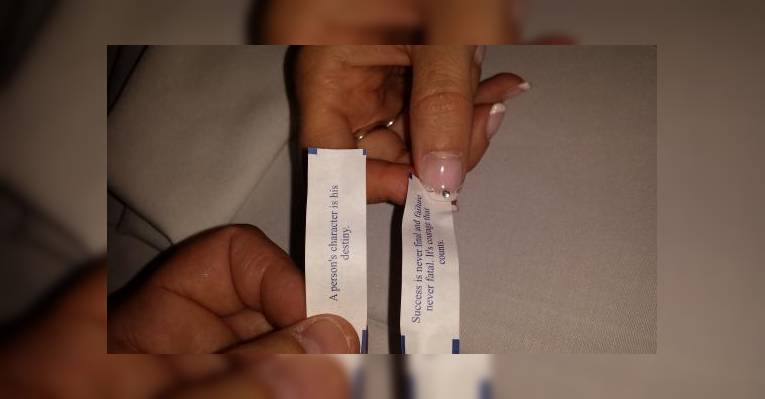 A person's character is his
destiny.
Success is never final and failure
never fatal. It's courage that
counts.